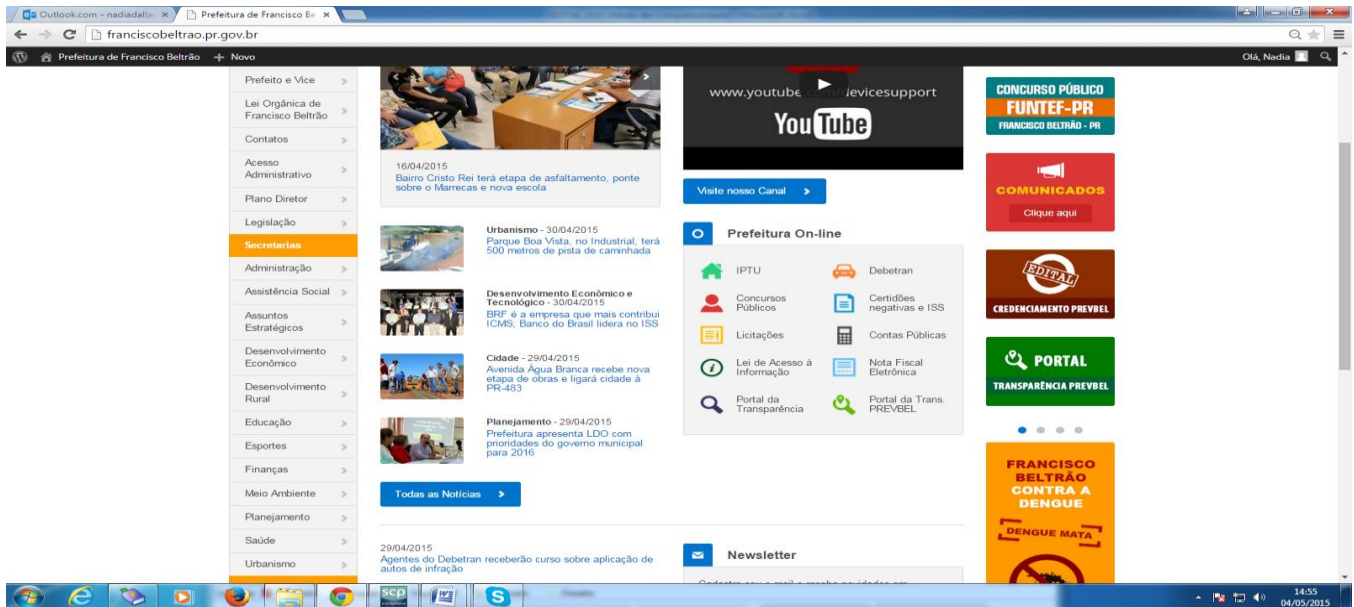 Outlook.com - nadiadalla
Prefeitura de Francisco Be
franciscobeltrao.pr.gov.br
Prefeitura de Francisco Beltrão + Novo
Olá, Nadia
Prefeito e Vice
Lei Orgânica de
Francisco Beltrão
Contatos
Acesso
Administrativo
Plano Diretor
Legislação
Secretarias
Administração
Assistência Social
Assuntos
Estratégicos
Desenvolvimento
Econômico
Desenvolvimento
Rural
Educação
Esportes
Finanças
Meio Ambiente
Planejamento
Saúde
Urbanismo
16/04/2015
Bairro Cristo Rei terá etapa de asfaltamento, ponte
sobre o Marrecas e nova escola
Urbanismo - 30/04/2015
Parque Boa Vista, no Industrial, terá
500 metros de pista de caminhada
Desenvolvimento Econômico e
Tecnológico - 30/04/2015
BRF é a empresa que mais contribui
ICMS; Banco do Brasil lidera no ISS
Cidade - 29/04/2015
Avenida Água Branca recebe nova
etapa de obras e ligará cidade à
PR-483
Planejamento - 29/04/2015
Prefeitura apresenta LDO com
prioridades do governo municipal
para 2016
Todas as Notícias
29/04/2015
Agentes do Debetran receberão curso sobre aplicação de
autos de infração
www.youtube.com/devicesupport
YouTube
Visite nosso Canal
Prefeitura On-line
IPTU
Debetran
Concursos
Públicos
Certidões
negativas e ISS
Licitações
Contas Públicas
Lei de Acesso à
Informação
Nota Fiscal
Eletrônica
Portal da
Transparência
Portal da Trans.
PREVBEL
Newsletter
CONCURSO PÚBLICO
FUNTEF-PR
FRANCISCO BELTRÃO - PR
COMUNICADOS
Clique aqui
EDITAL
CREDENCIAMENTO PREVBEL
PORTAL
TRANSPARÊNCIA PREVBEL
FRANCISCO
BELTRÃO
CONTRA A
DENGUE
DENGUE MATA
scp
14:55
04/05/2015